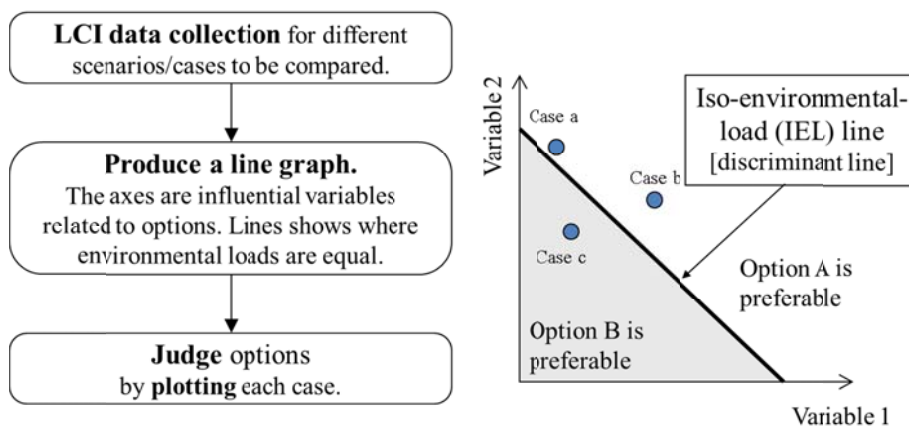 LCI data collection for different
scenarios/cases to be compared.
Produce a line graph.
The axes are influential variables
related to options. Lines shows where
environmental loads are equal.
Judge options
by plotting each case.
Variable 2
Case a
Case b
Case c
Iso-environmental-
load (IEL) line
[discriminant line]
Option A is
preferable
Option B is
preferable
Variable 1